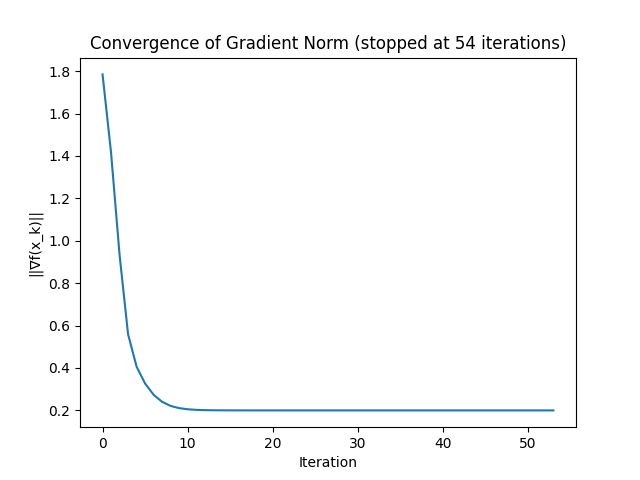 Convergence of Gradient Norm (stopped at 54 iterations)
1.8
1.6
1.4
1.2
1.0
0.8
0.6
0.4
0.2
||∇f(x_k)||
0 10 20 30 40 50
Iteration